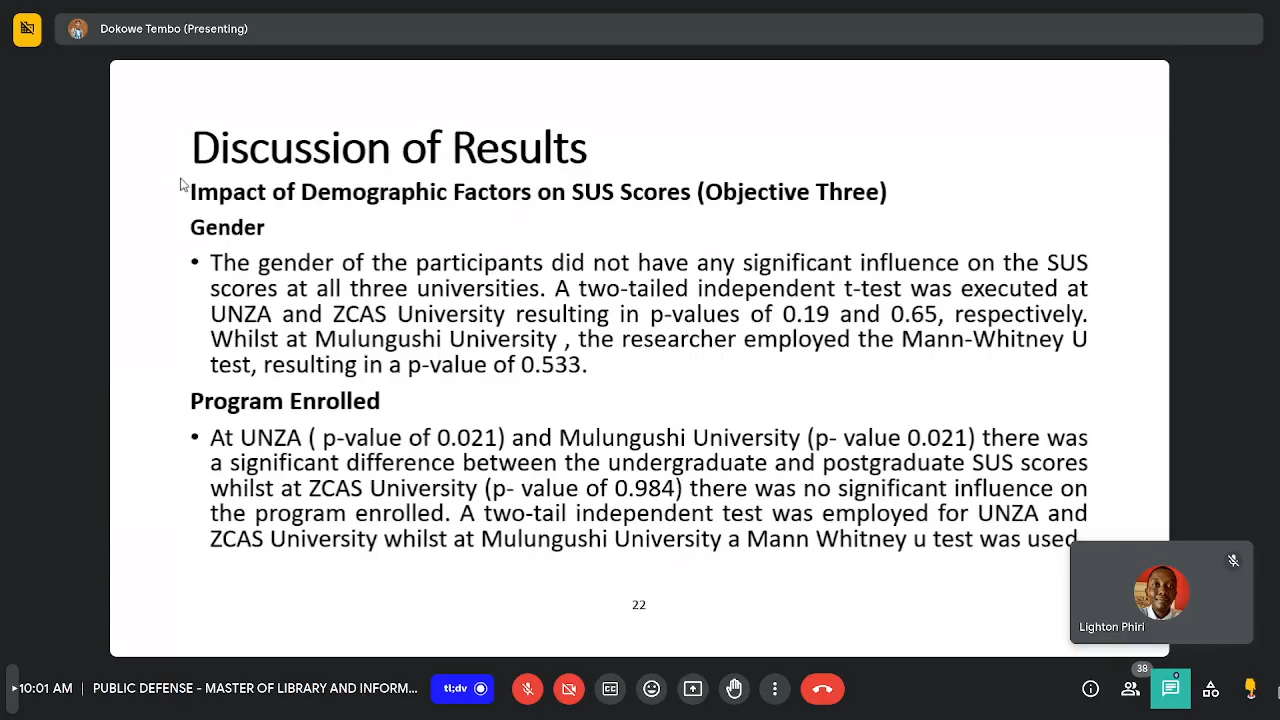 Dokowe Tembo (Presenting)
Discussion of Results
Impact of Demographic Factors on SUS Scores (Objective Three)
Gender
• The gender of the participants did not have any significant influence on the SUS
scores at all three universities. A two-tailed independent t-test was executed at
UNZA and ZCAS University resulting in p-values of 0.19 and 0.65, respectively.
Whilst at Mulungushi University , the researcher employed the Mann-Whitney U
test, resulting in a p-value of 0.533.
Program Enrolled
• At UNZA ( p-value of 0.021) and Mulungushi University (p- value 0.021) there was
a significant difference between the undergraduate and postgraduate SUS scores
whilst at ZCAS University (p- value of 0.984) there was no significant influence on
the program enrolled. A two-tail independent test was employed for UNZA and
ZCAS University whilst at Mulungushi University a Mann Whitney u test was used.
22
Lighton Phiri
10:01 AM | PUBLIC DEFENSE - MASTER OF LIBRARY AND INFORM...
tl;dv
38